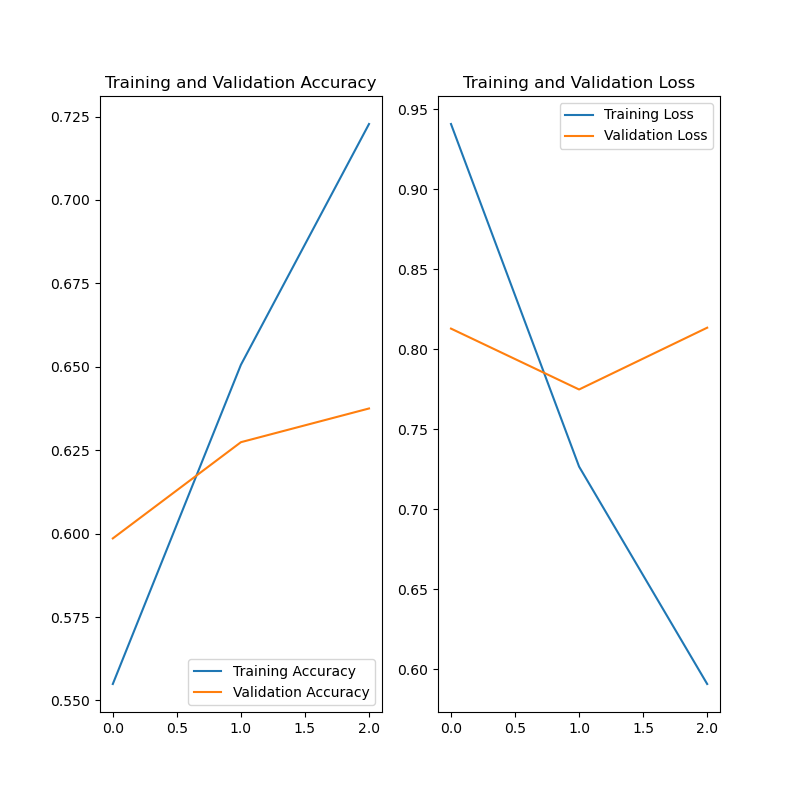 Training and Validation Accuracy
0.725
0.700
0.675
0.650
0.625
0.600
0.575
0.550
Training Accuracy
Validation Accuracy
0.0 0.5 1.0 1.5 2.0
Training and Validation Loss
0.95
0.90
0.85
0.80
0.75
0.70
0.65
0.60
Training Loss
Validation Loss
0.0 0.5 1.0 1.5 2.0